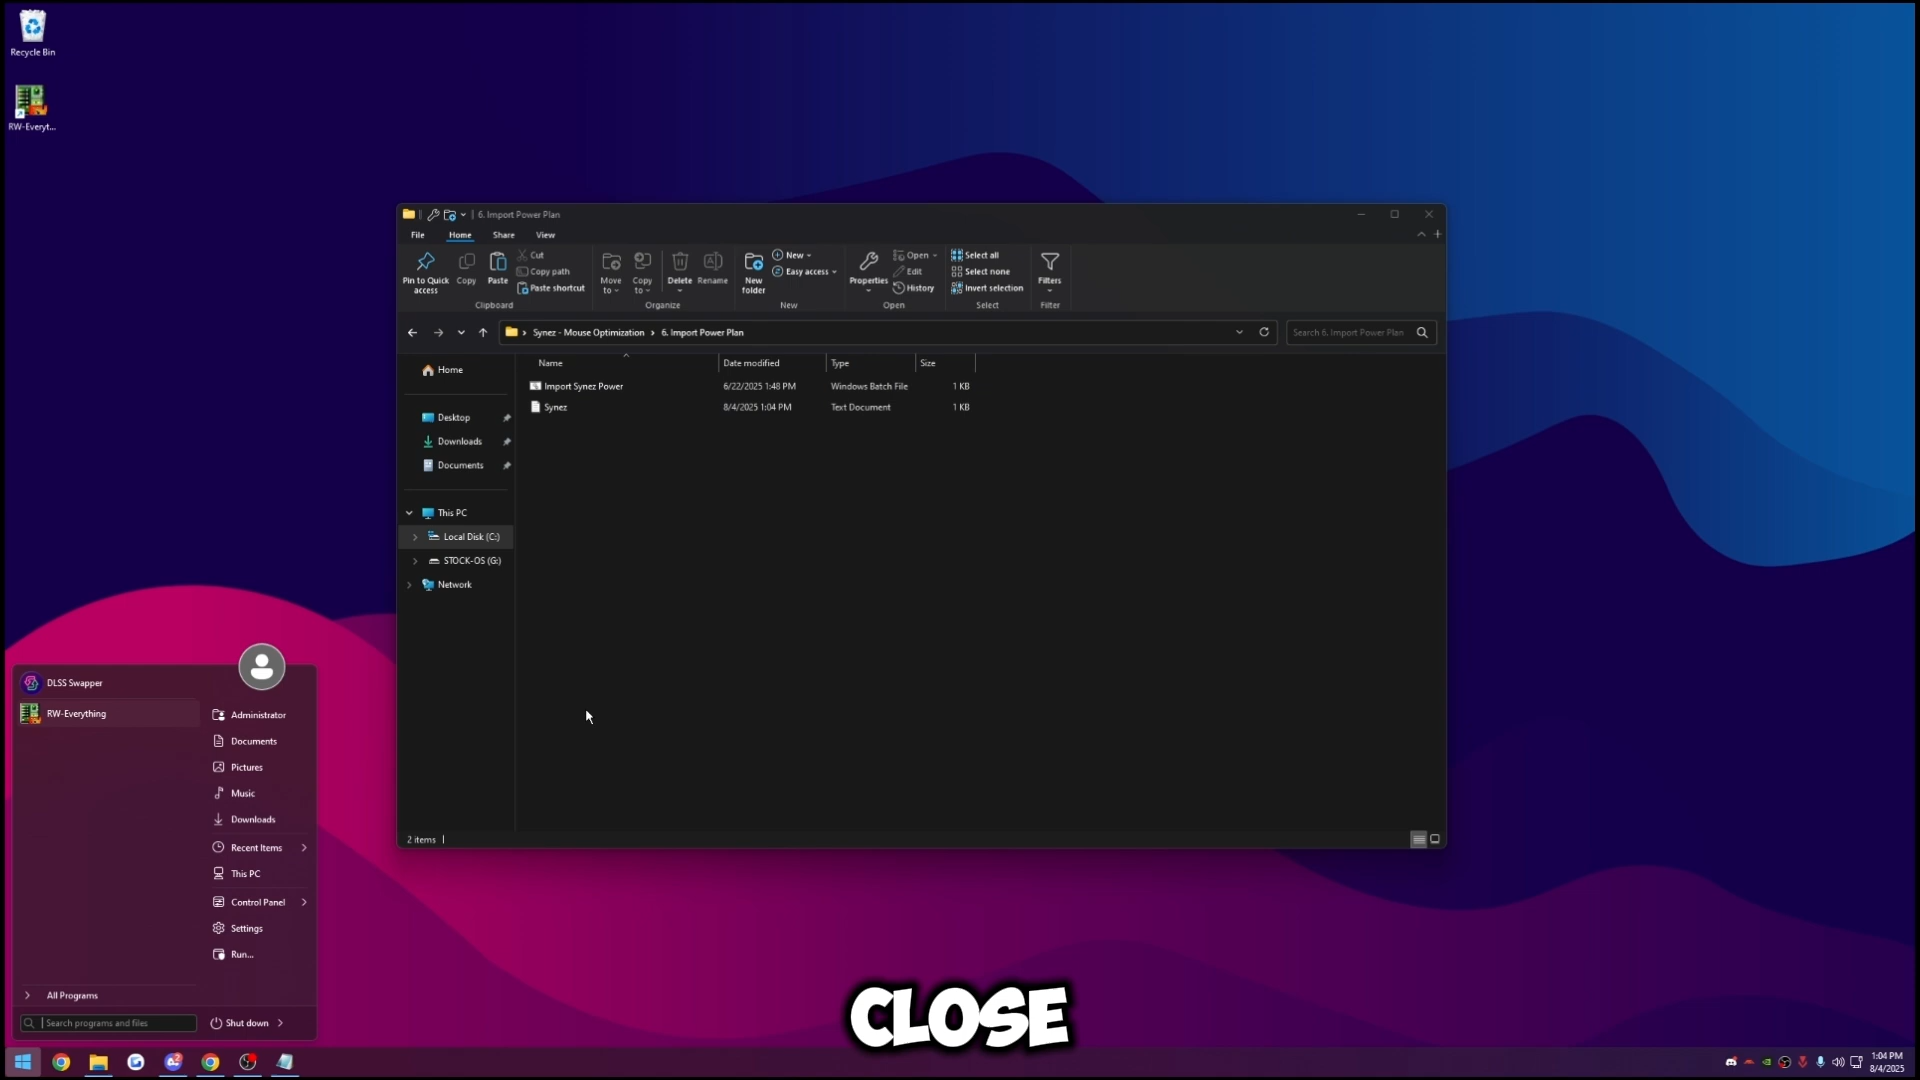 Recycle Bin
RW-Everyt...
6. Import Power Plan
File Home Share View
Pin to Quick access
Copy
Paste
Cut
Copy path
Paste shortcut
Clipboard
Move to
Copy to
Delete
Rename
Organize
New folder
New
Easy access
New
Properties
Open
Edit
History
Open
Select all
Select none
Invert selection
Select
Filters
Filter
Synez - Mouse Optimization > 6. Import Power Plan
Search 6. Import Power Plan
Name Date modified Type Size
Import Synez Power 6/22/2025 1:48 PM Windows Batch File 1 KB
Synez 8/4/2025 1:04 PM Text Document 1 KB
Home
Desktop
Downloads
Documents
This PC
Local Disk (C:)
STOCK-OS (G:)
Network
2 items
DLSS Swapper
RW-Everything
All Programs
Search programs and files
Administrator
Documents
Pictures
Music
Downloads
Recent Items
This PC
Control Panel
Settings
Run...
Shut down
CLOSE
2
1:04 PM
8/4/2025